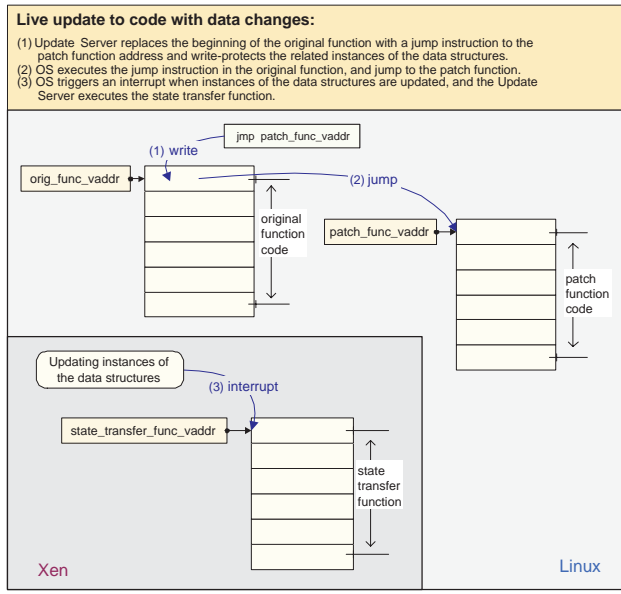 Live update to code with data changes:
(1) Update Server replaces the beginning of the original function with a jump instruction to the
patch function address and write-protects the related instances of the data structures.
(2) OS executes the jump instruction in the original function, and jump to the patch function.
(3) OS triggers an interrupt when instances of the data structures are updated, and the Update
Server executes the state transfer function.
jmp patch_func_vaddr
(1) write
orig_func_vaddr
(2) jump
original
function
code
patch_func_vaddr
patch
function
code
Updating instances of
the data structures
(3) interrupt
state_transfer_func_vaddr
state
transfer
function
Xen
Linux